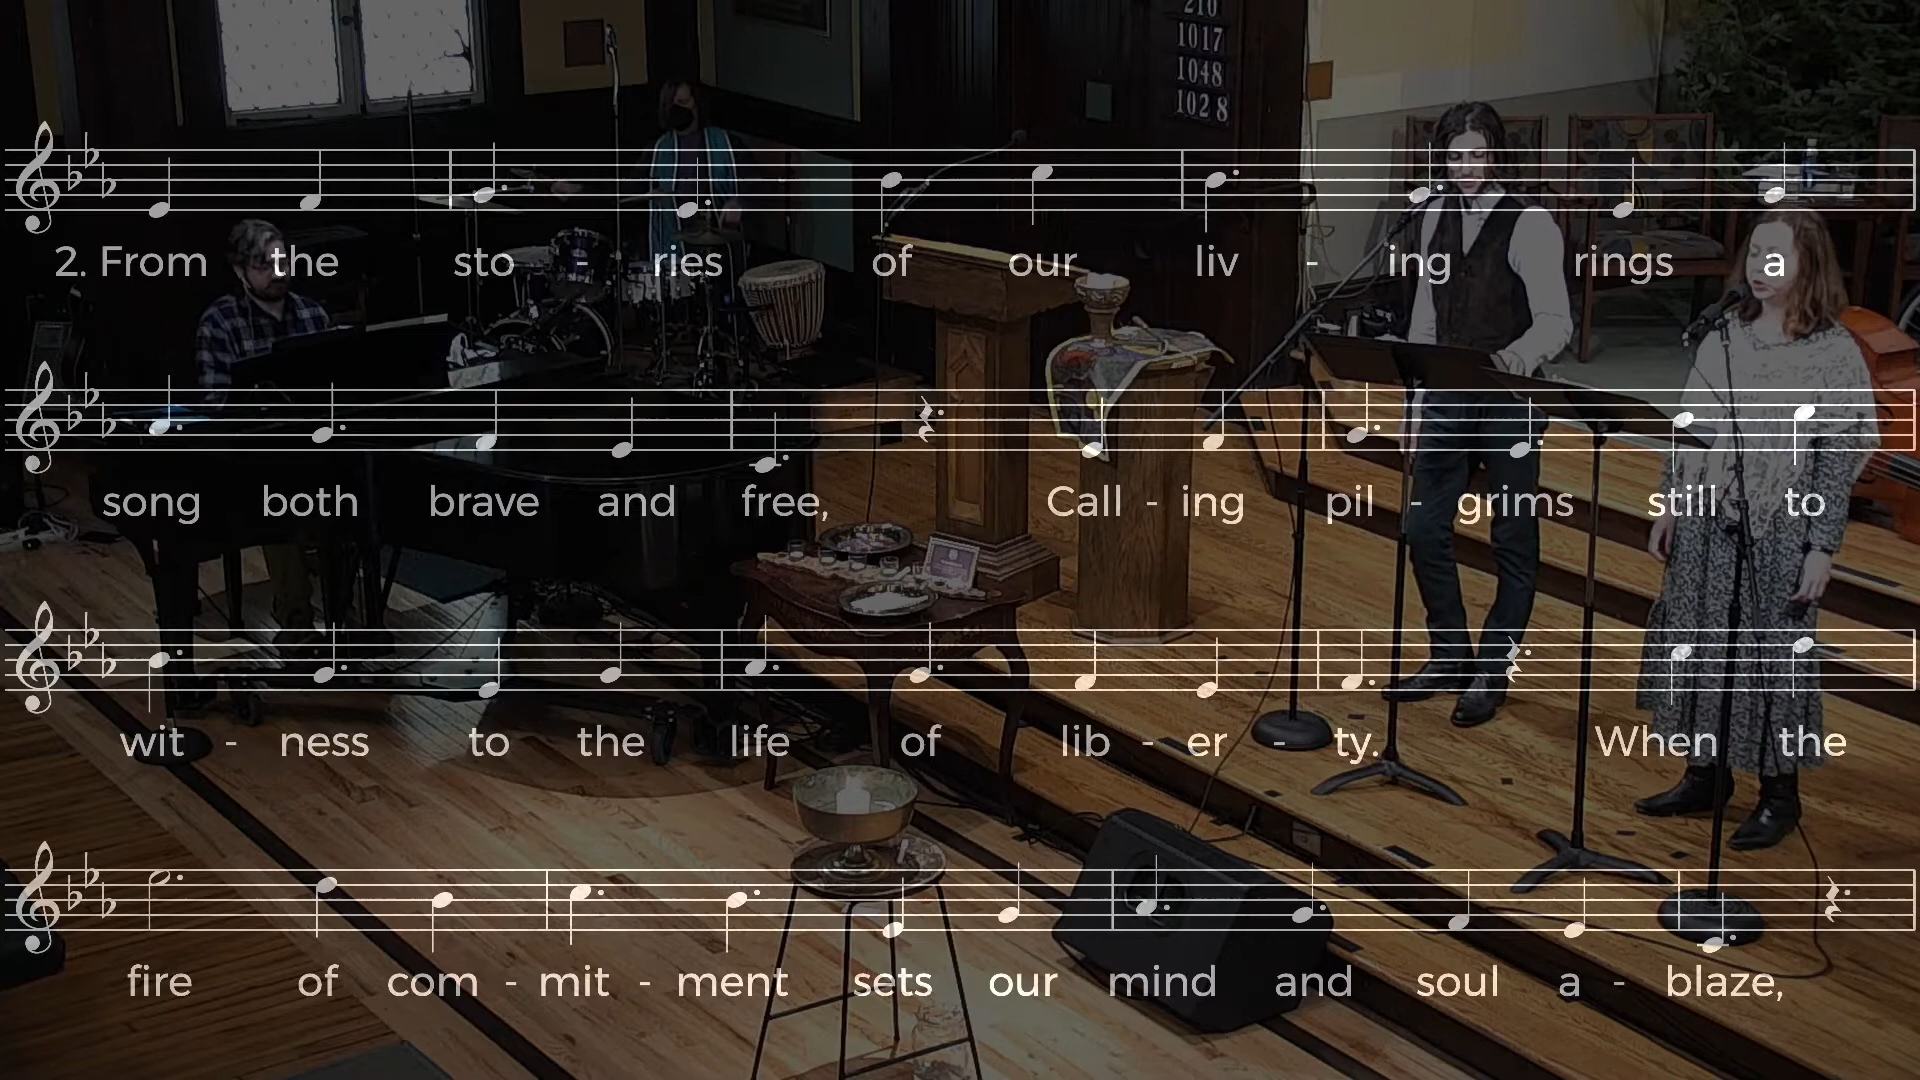 210
1017
1048
102 8
2. From the sto - ries of our liv - ing rings a
song both brave and free, Call - ing pil - grims still to
wit - ness to the life of lib - er - ty. When the
fire of com - mit - ment sets our mind and soul a - blaze,